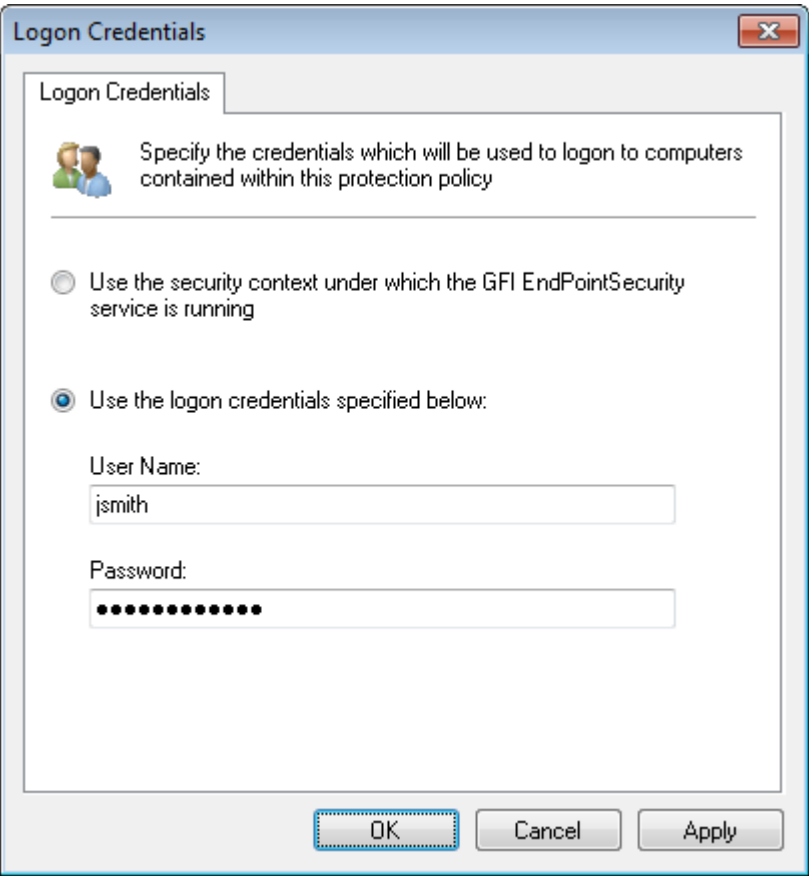 Logon Credentials
Logon Credentials
Specify the credentials which will be used to logon to computers
contained within this protection policy
Use the security context under which the GFI EndPointSecurity
service is running
Use the logon credentials specified below:
User Name:
jsmith
Password:
●●●●●●●●●●●●
OK Cancel Apply